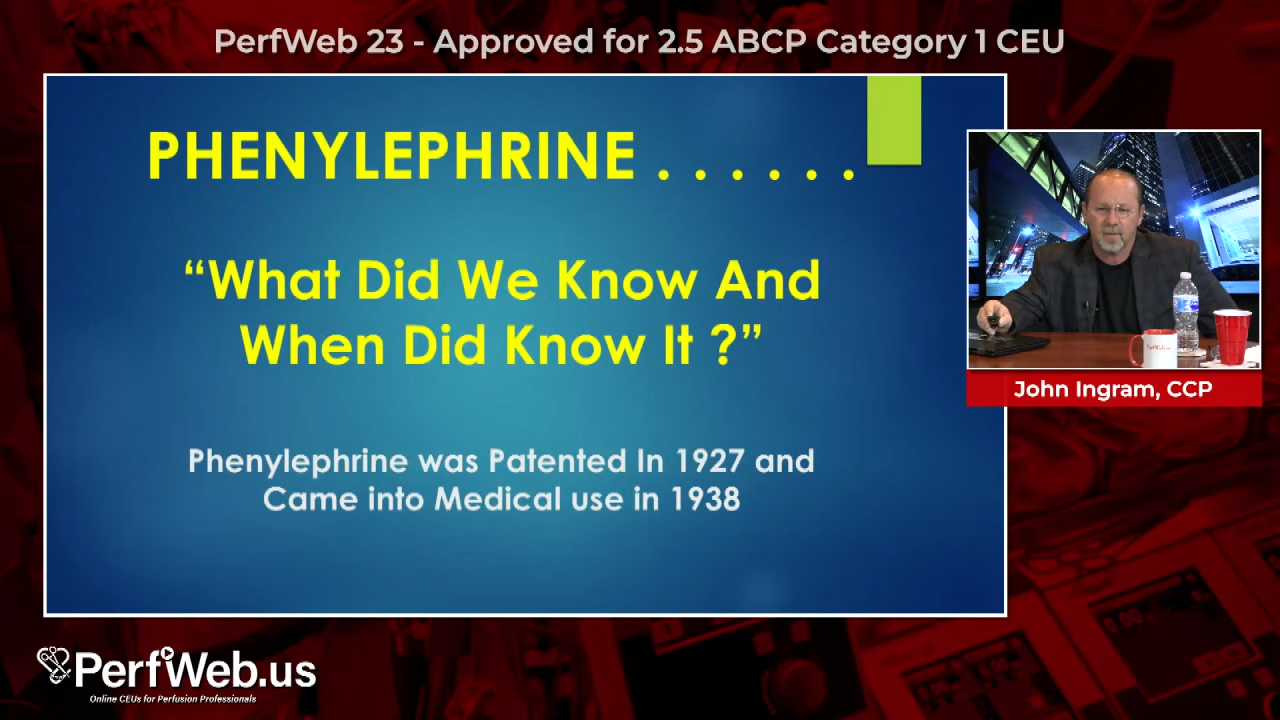 PerfWeb 23 - Approved for 2.5 ABCP Category 1 CEU
PHENYLEPHRINE . . . . . .
“What Did We Know And
When Did Know It ?”
Phenylephrine was Patented In 1927 and
Came into Medical use in 1938
John Ingram, CCP
PerfWeb.us
Online CEUs for Perfusion Professionals